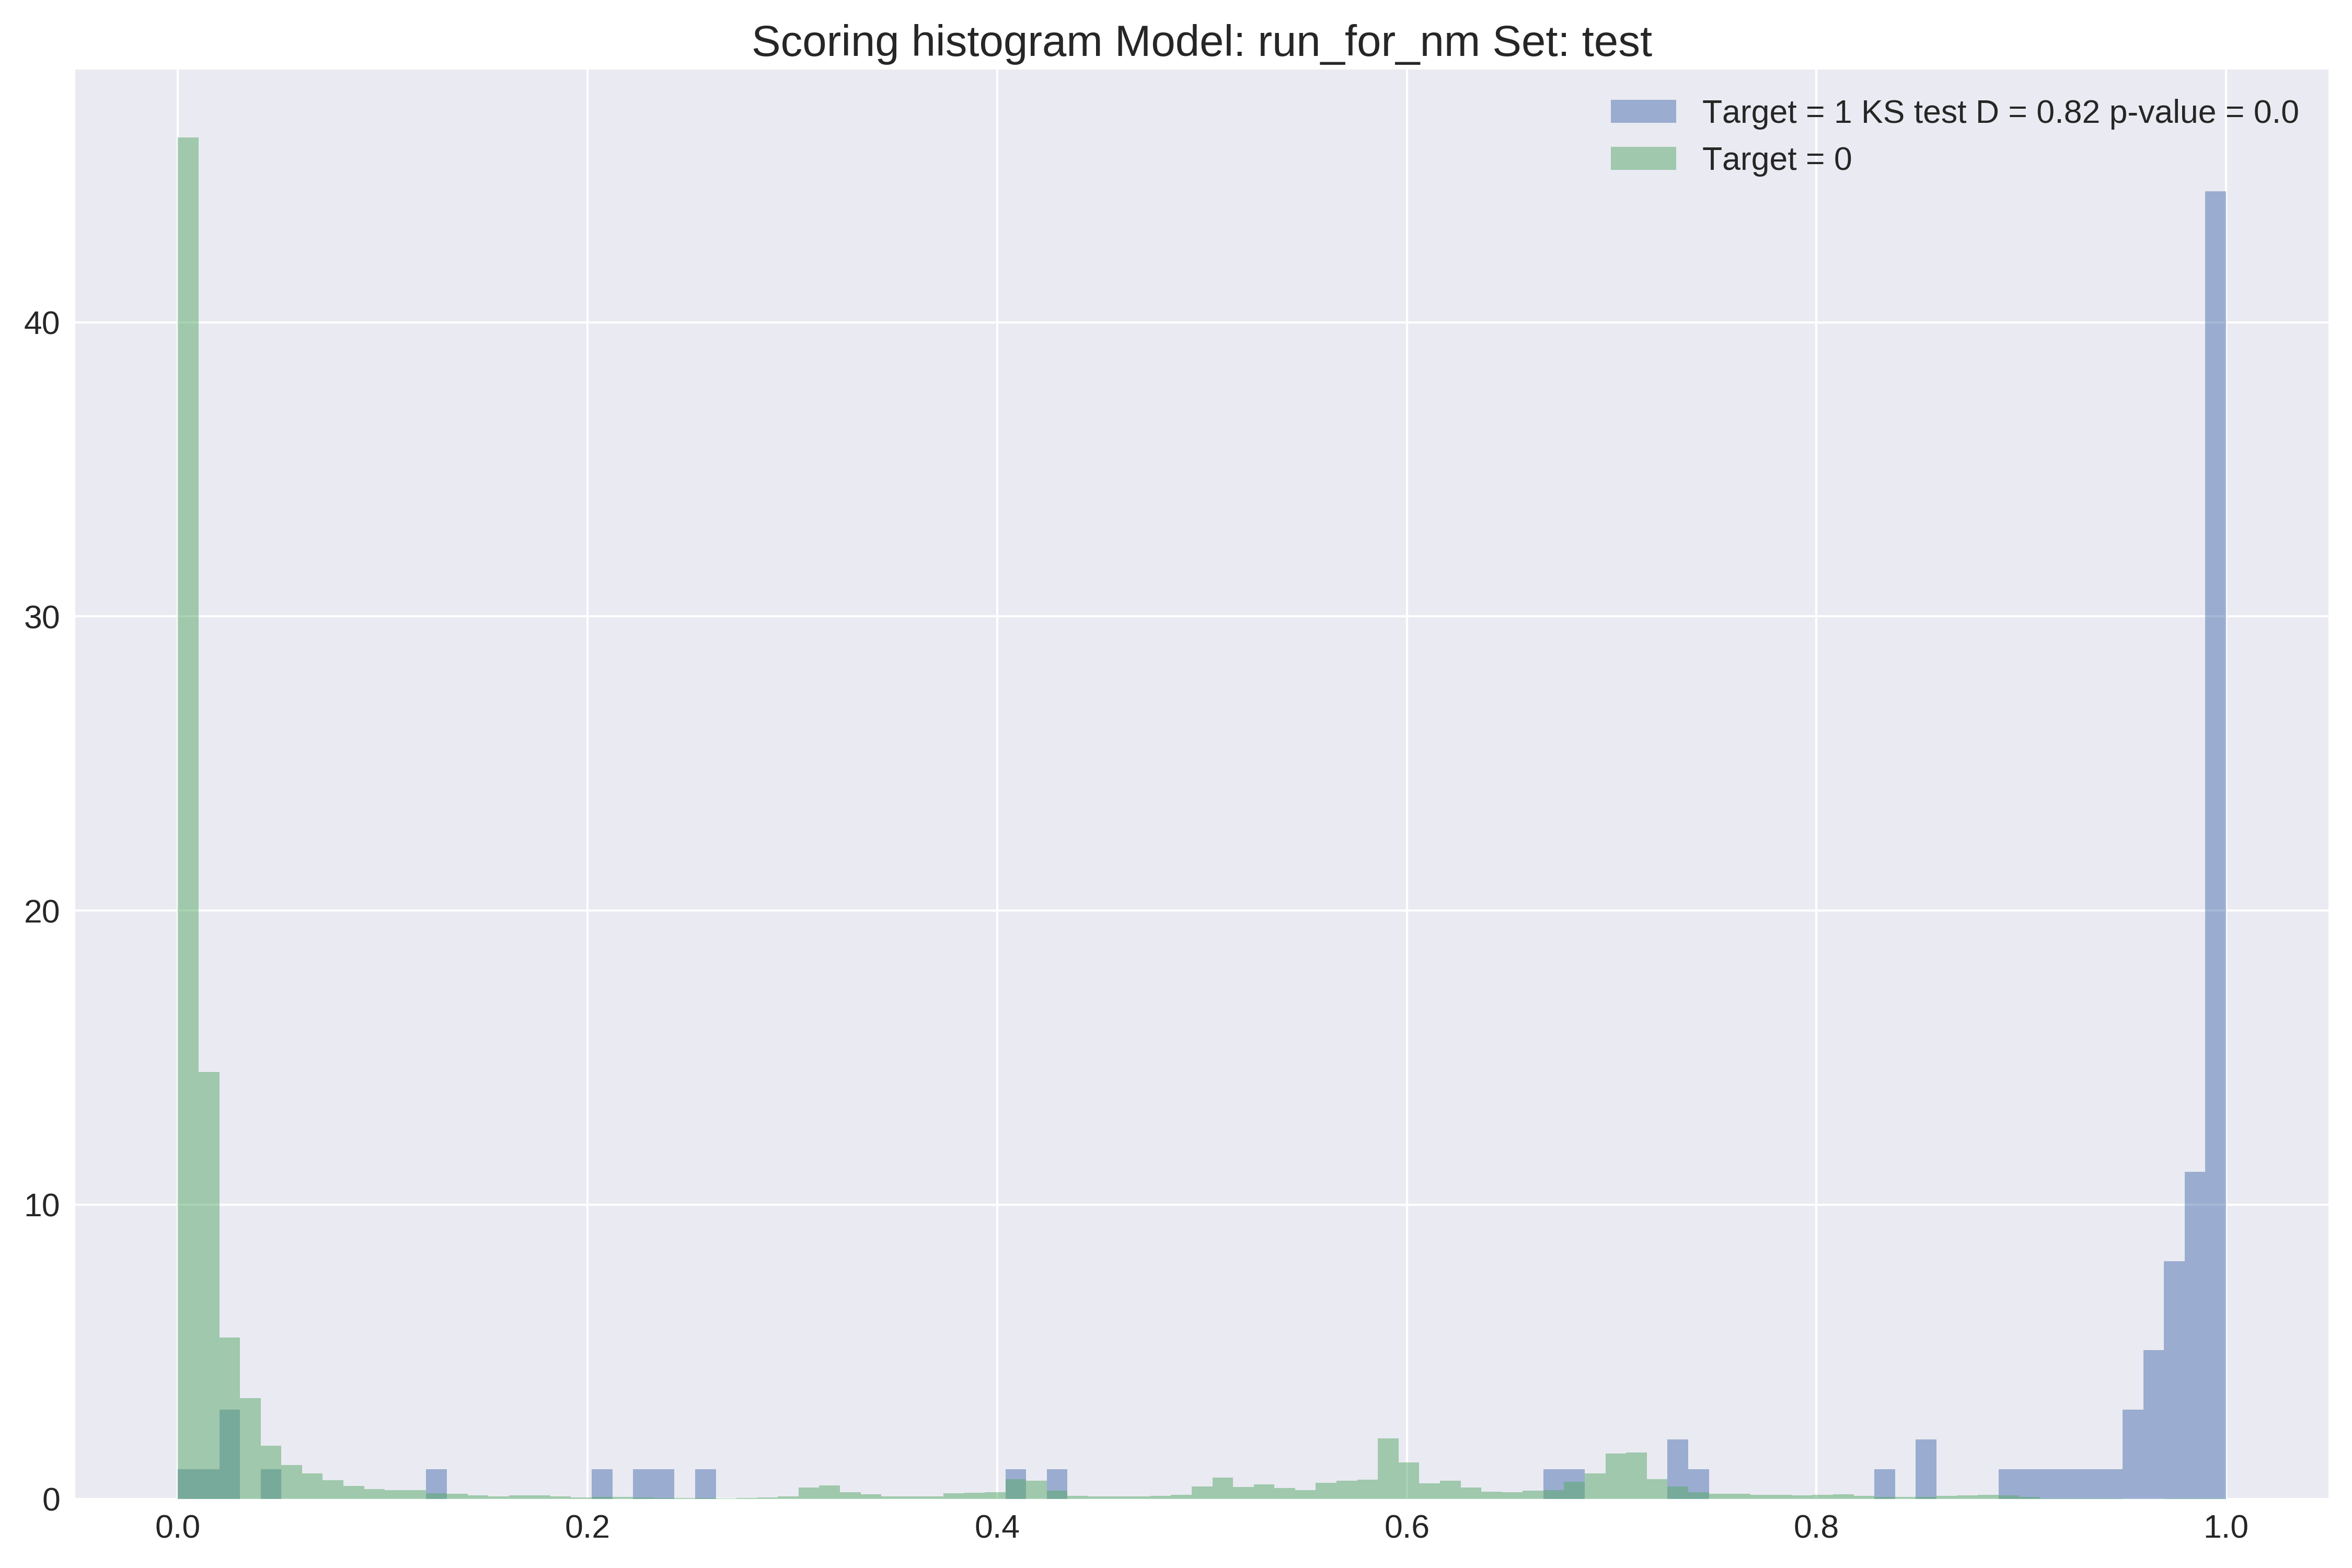 Scoring histogram Model: run_for_nm Set: test
Target = 1 KS test D = 0.82 p-value = 0.0
Target = 0
40
30
20
10
0
0.0 0.2 0.4 0.6 0.8 1.0